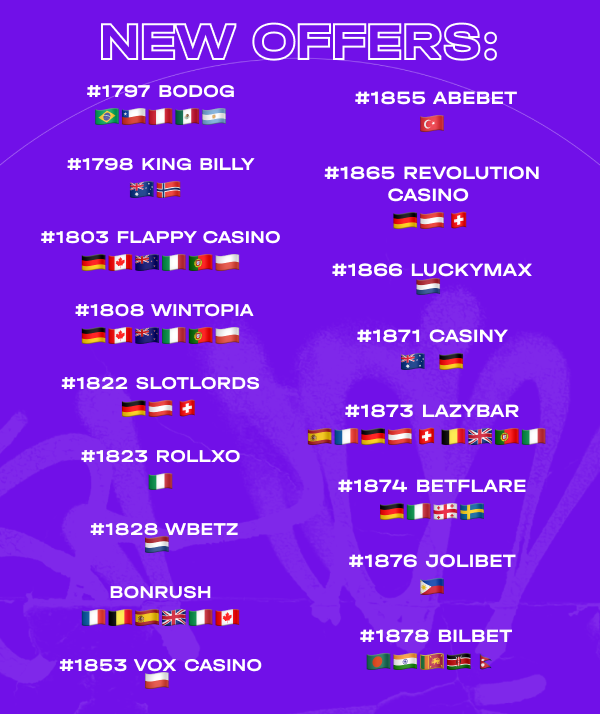 NEW OFFERS:
#1797 BODOG
#1798 KING BILLY
#1803 FLAPPY CASINO
#1808 WINTOPIA
#1822 SLOTLORDS
#1823 ROLLXO
#1828 WBETZ
BONRUSH
#1853 VOX CASINO
#1855 ABEBET
#1865 REVOLUTION
CASINO
#1866 LUCKYMAX
#1871 CASINY
#1873 LAZYBAR
#1874 BETFLARE
#1876 JOLIBET
#1878 BILBET